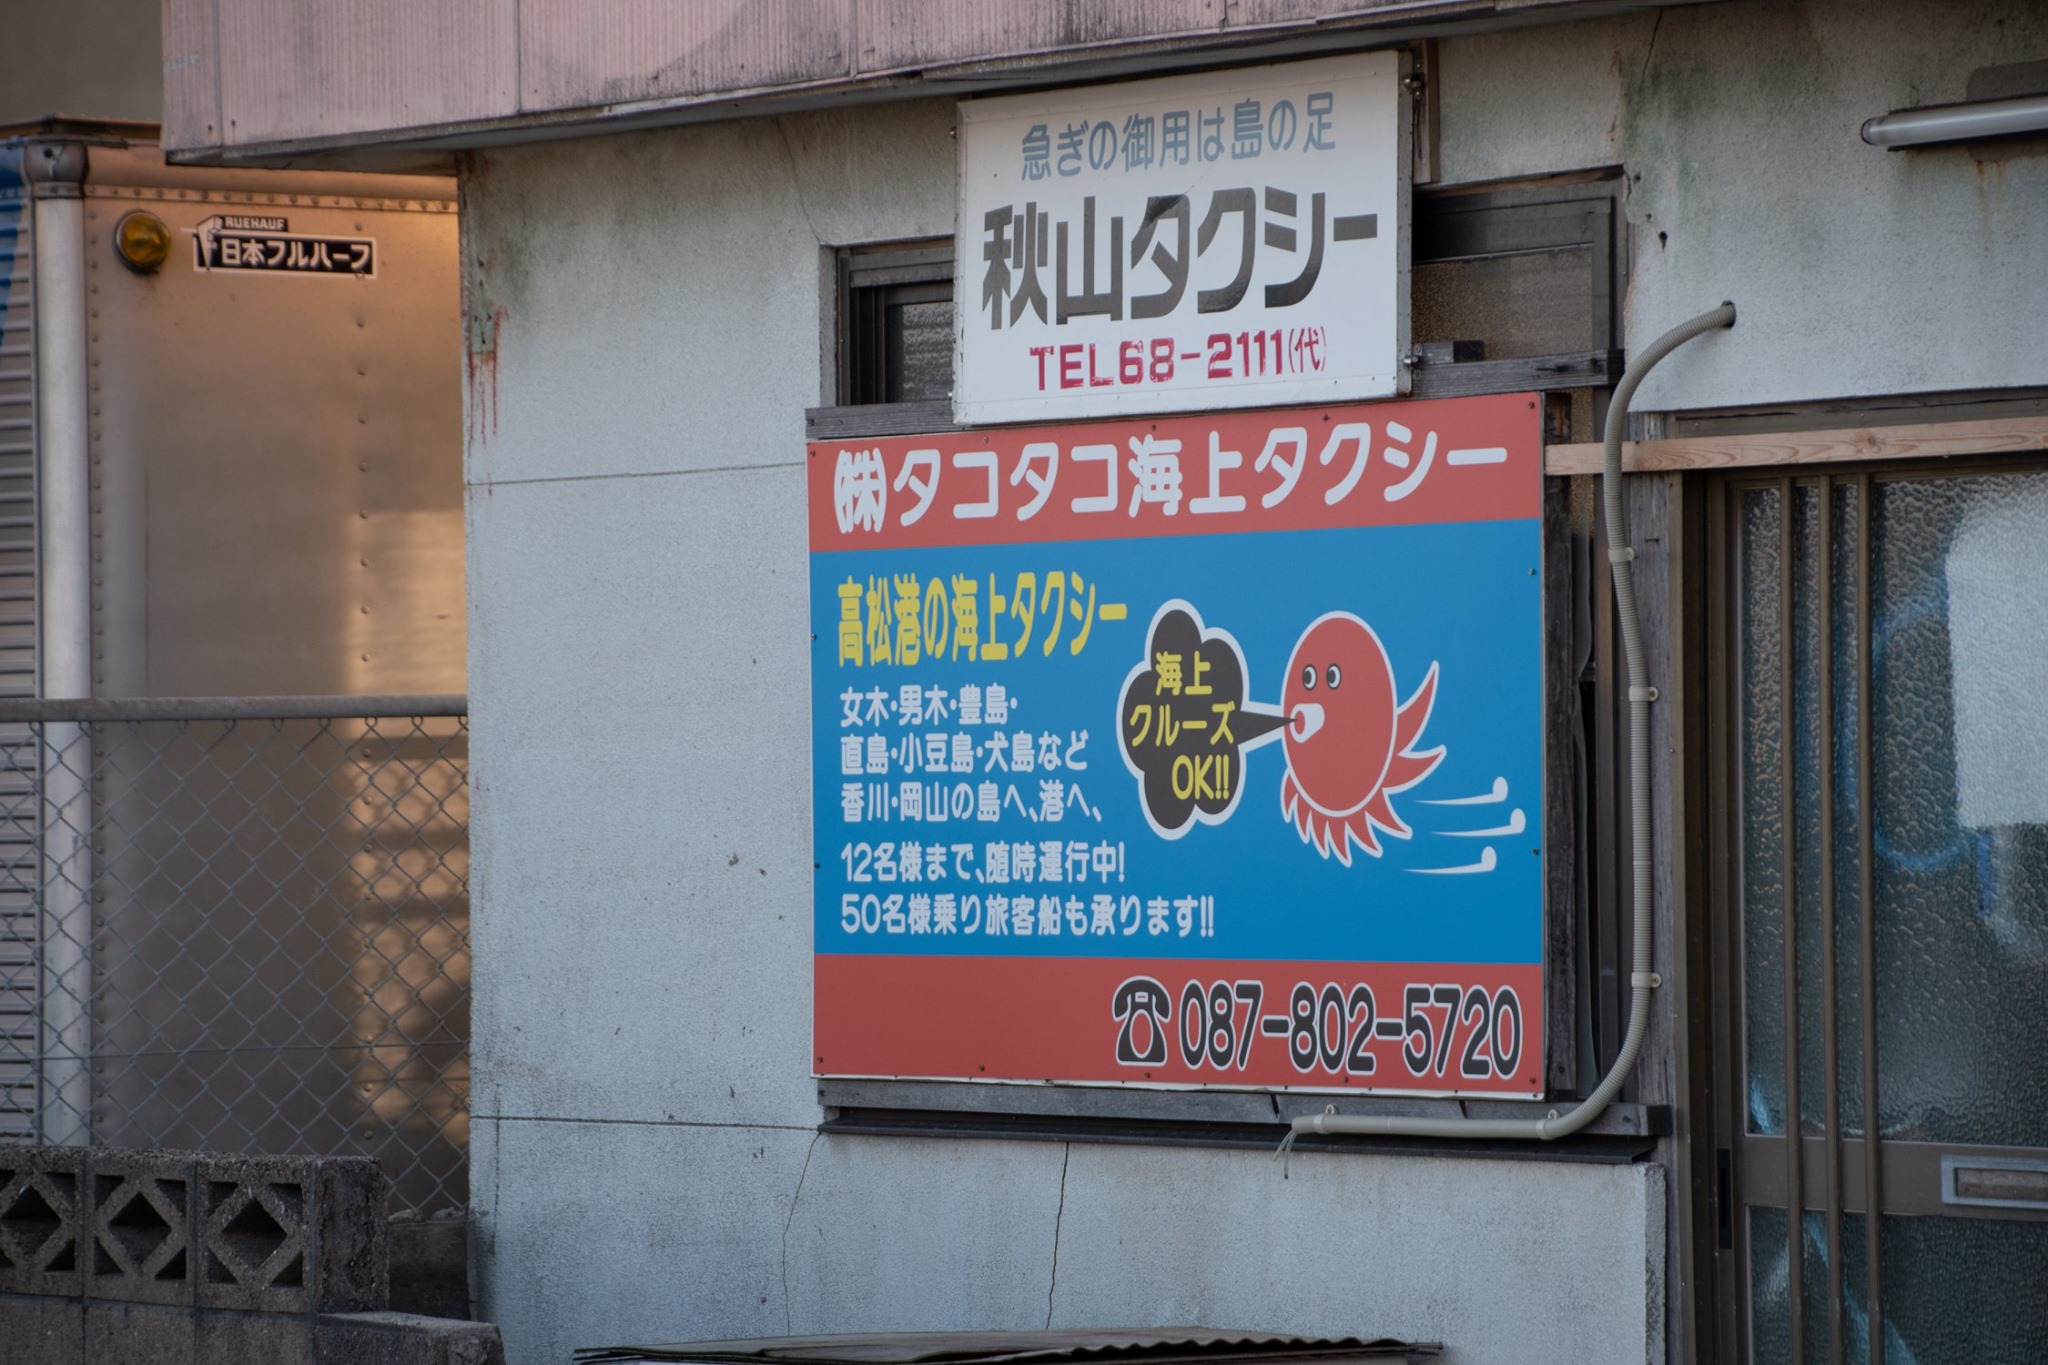 急ぎの御用は島の足
秋山タクシー
TEL68-2111(代)
㈱タコタコ海上タクシー
高松港の海上タクシー
女木・男木・豊島・
直島・小豆島・犬島など
香川・岡山の島へ、港へ、
12名様まで、随時運行中!
50名様乗り旅客船も承ります!!
海上
クルーズ
OK!!
☎087-802-5720
FRUEHAUF
日本フルハーフ